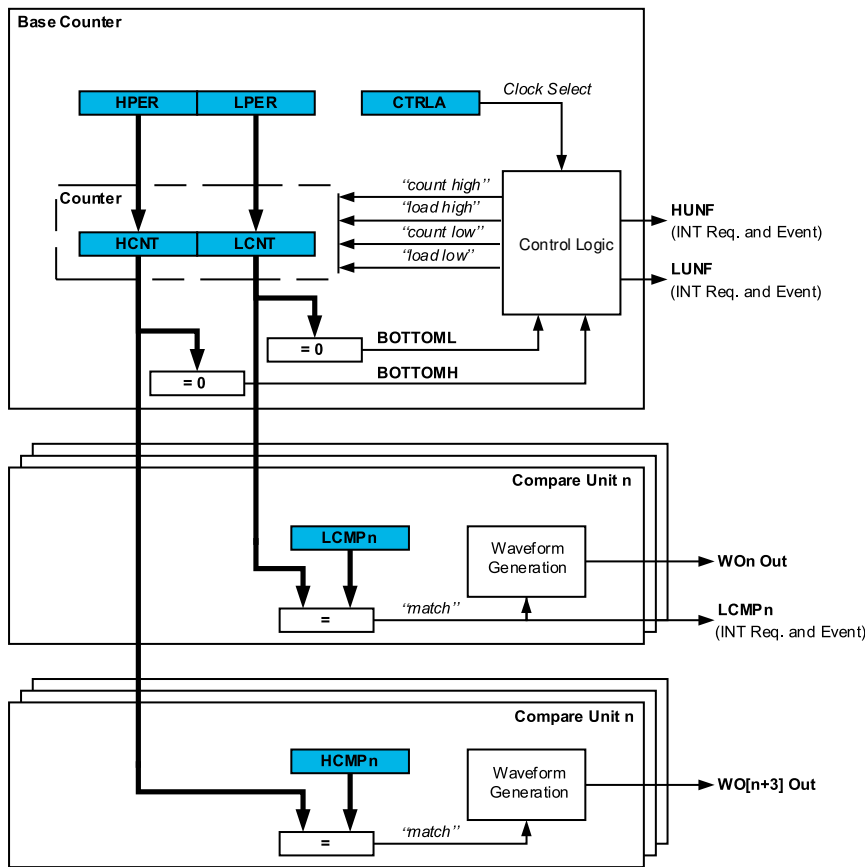 Base Counter
HPER LPER CTRLA Clock Select
Counter
"count high"
"load high"
"count low"
"load low"
Control Logic
HUNF
(INT Req. and Event)
LUNF
(INT Req. and Event)
HCNT LCNT
= 0 BOTTOML
= 0 BOTTOMH
Compare Unit n
LCMPn
Waveform
Generation
WOn Out
= "match"
LCMPn
(INT Req. and Event)
Compare Unit n
HCMPn
Waveform
Generation
WO[n+3] Out
= "match"